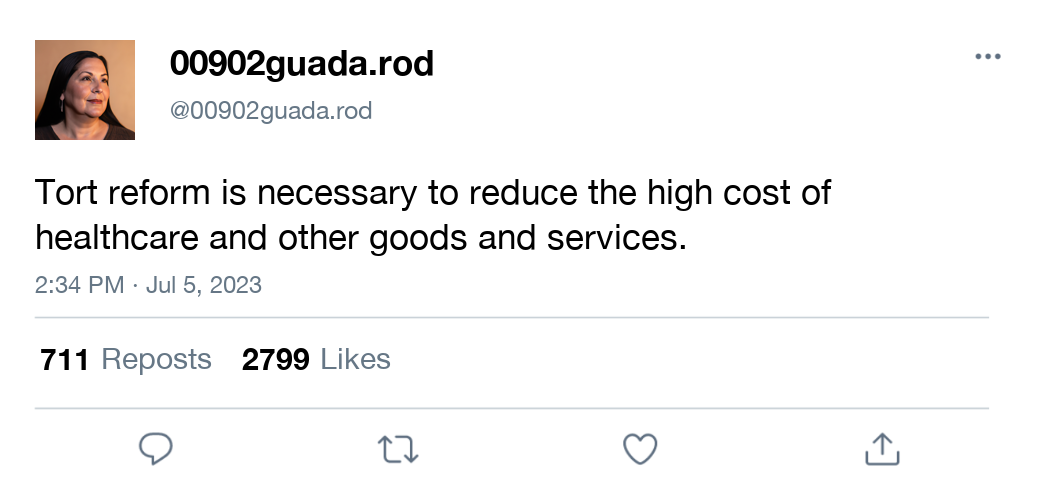 00902guada.rod
@00902guada.rod
Tort reform is necessary to reduce the high cost of
healthcare and other goods and services.
2:34 PM · Jul 5, 2023
711 Reposts 2799 Likes